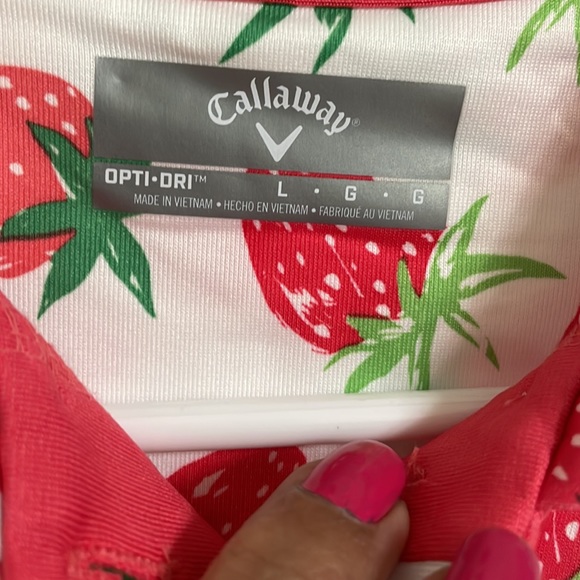 Callaway®
OPTI•DRI™ L • G • G
MADE IN VIETNAM • HECHO EN VIETNAM • FABRIQUÉ AU VIETNAM